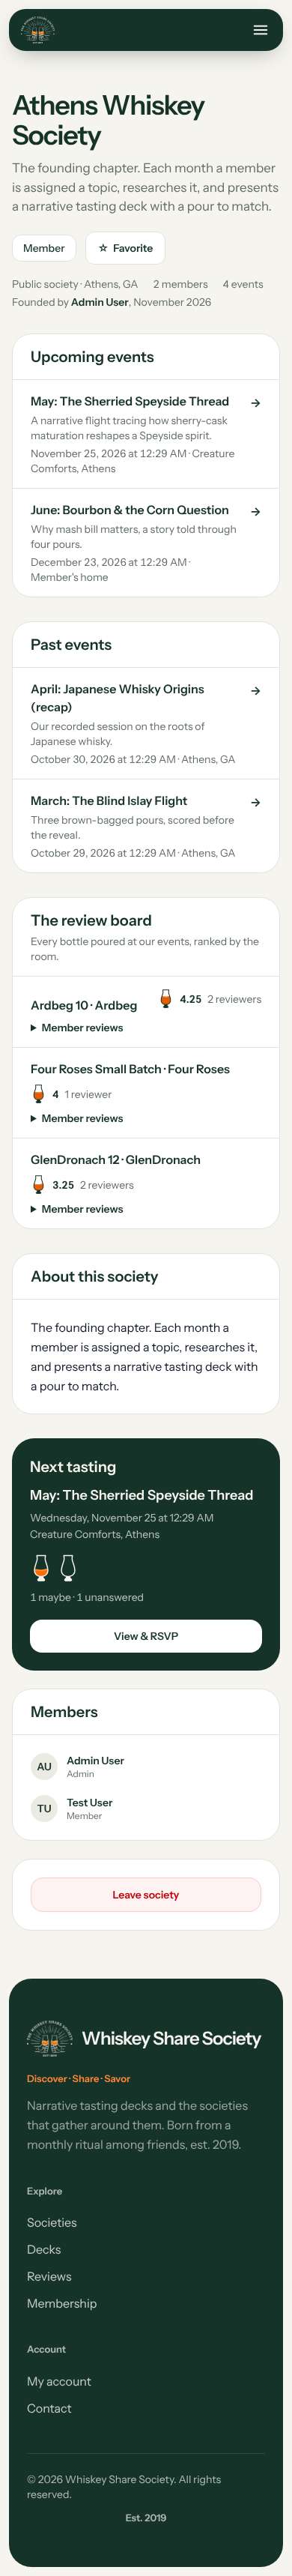 Athens Whiskey
Society
The founding chapter. Each month a member
is assigned a topic, researches it, and presents
a narrative tasting deck with a pour to match.
Member
☆ Favorite
Public society · Athens, GA 2 members 4 events
Founded by Admin User, November 2026
Upcoming events
May: The Sherried Speyside Thread →
A narrative flight tracing how sherry-cask
maturation reshapes a Speyside spirit.
November 25, 2026 at 12:29 AM · Creature
Comforts, Athens
June: Bourbon & the Corn Question →
Why mash bill matters, a story told through
four pours.
December 23, 2026 at 12:29 AM ·
Member's home
Past events
April: Japanese Whisky Origins →
(recap)
Our recorded session on the roots of
Japanese whisky.
October 30, 2026 at 12:29 AM · Athens, GA
March: The Blind Islay Flight →
Three brown-bagged pours, scored before
the reveal.
October 29, 2026 at 12:29 AM · Athens, GA
The review board
Every bottle poured at our events, ranked by the
room.
Ardbeg 10 · Ardbeg 4.25 2 reviewers
▶ Member reviews
Four Roses Small Batch · Four Roses
4 1 reviewer
▶ Member reviews
GlenDronach 12 · GlenDronach
3.25 2 reviewers
▶ Member reviews
About this society
The founding chapter. Each month a
member is assigned a topic, researches it,
and presents a narrative tasting deck with
a pour to match.
Next tasting
May: The Sherried Speyside Thread
Wednesday, November 25 at 12:29 AM
Creature Comforts, Athens
1 maybe · 1 unanswered
View & RSVP
Members
AU Admin User
Admin
TU Test User
Member
Leave society
Whiskey Share Society
Discover · Share · Savor
Narrative tasting decks and the societies
that gather around them. Born from a
monthly ritual among friends, est. 2019.
Explore
Societies
Decks
Reviews
Membership
Account
My account
Contact
© 2026 Whiskey Share Society. All rights
reserved.
Est. 2019